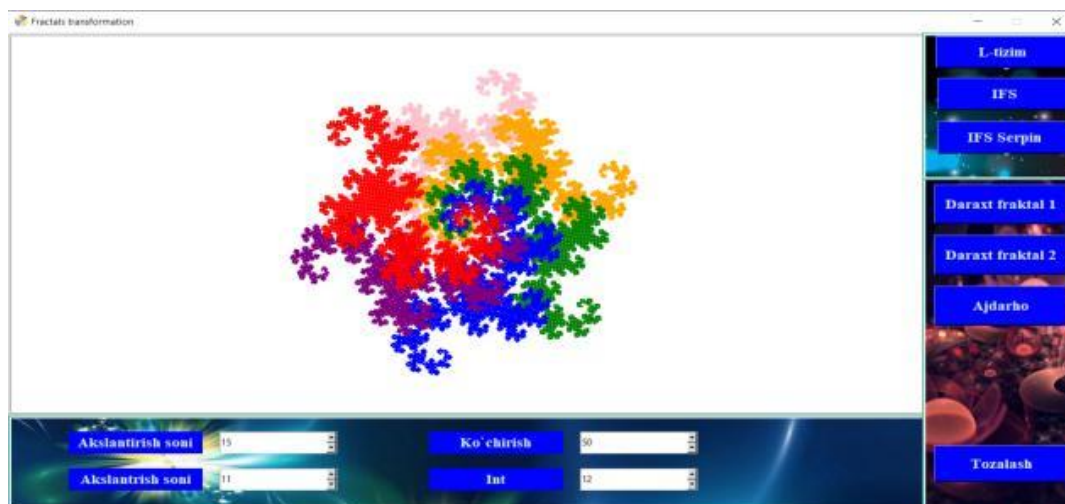 Fractals transformation
L-tizim
IFS
IFS Serpin
Daraxt fraktal 1
Daraxt fraktal 2
Ajdarho
Tozalash
Akslantirish soni 15 Ko`chirish 50
Akslantrish soni 11 Int 12